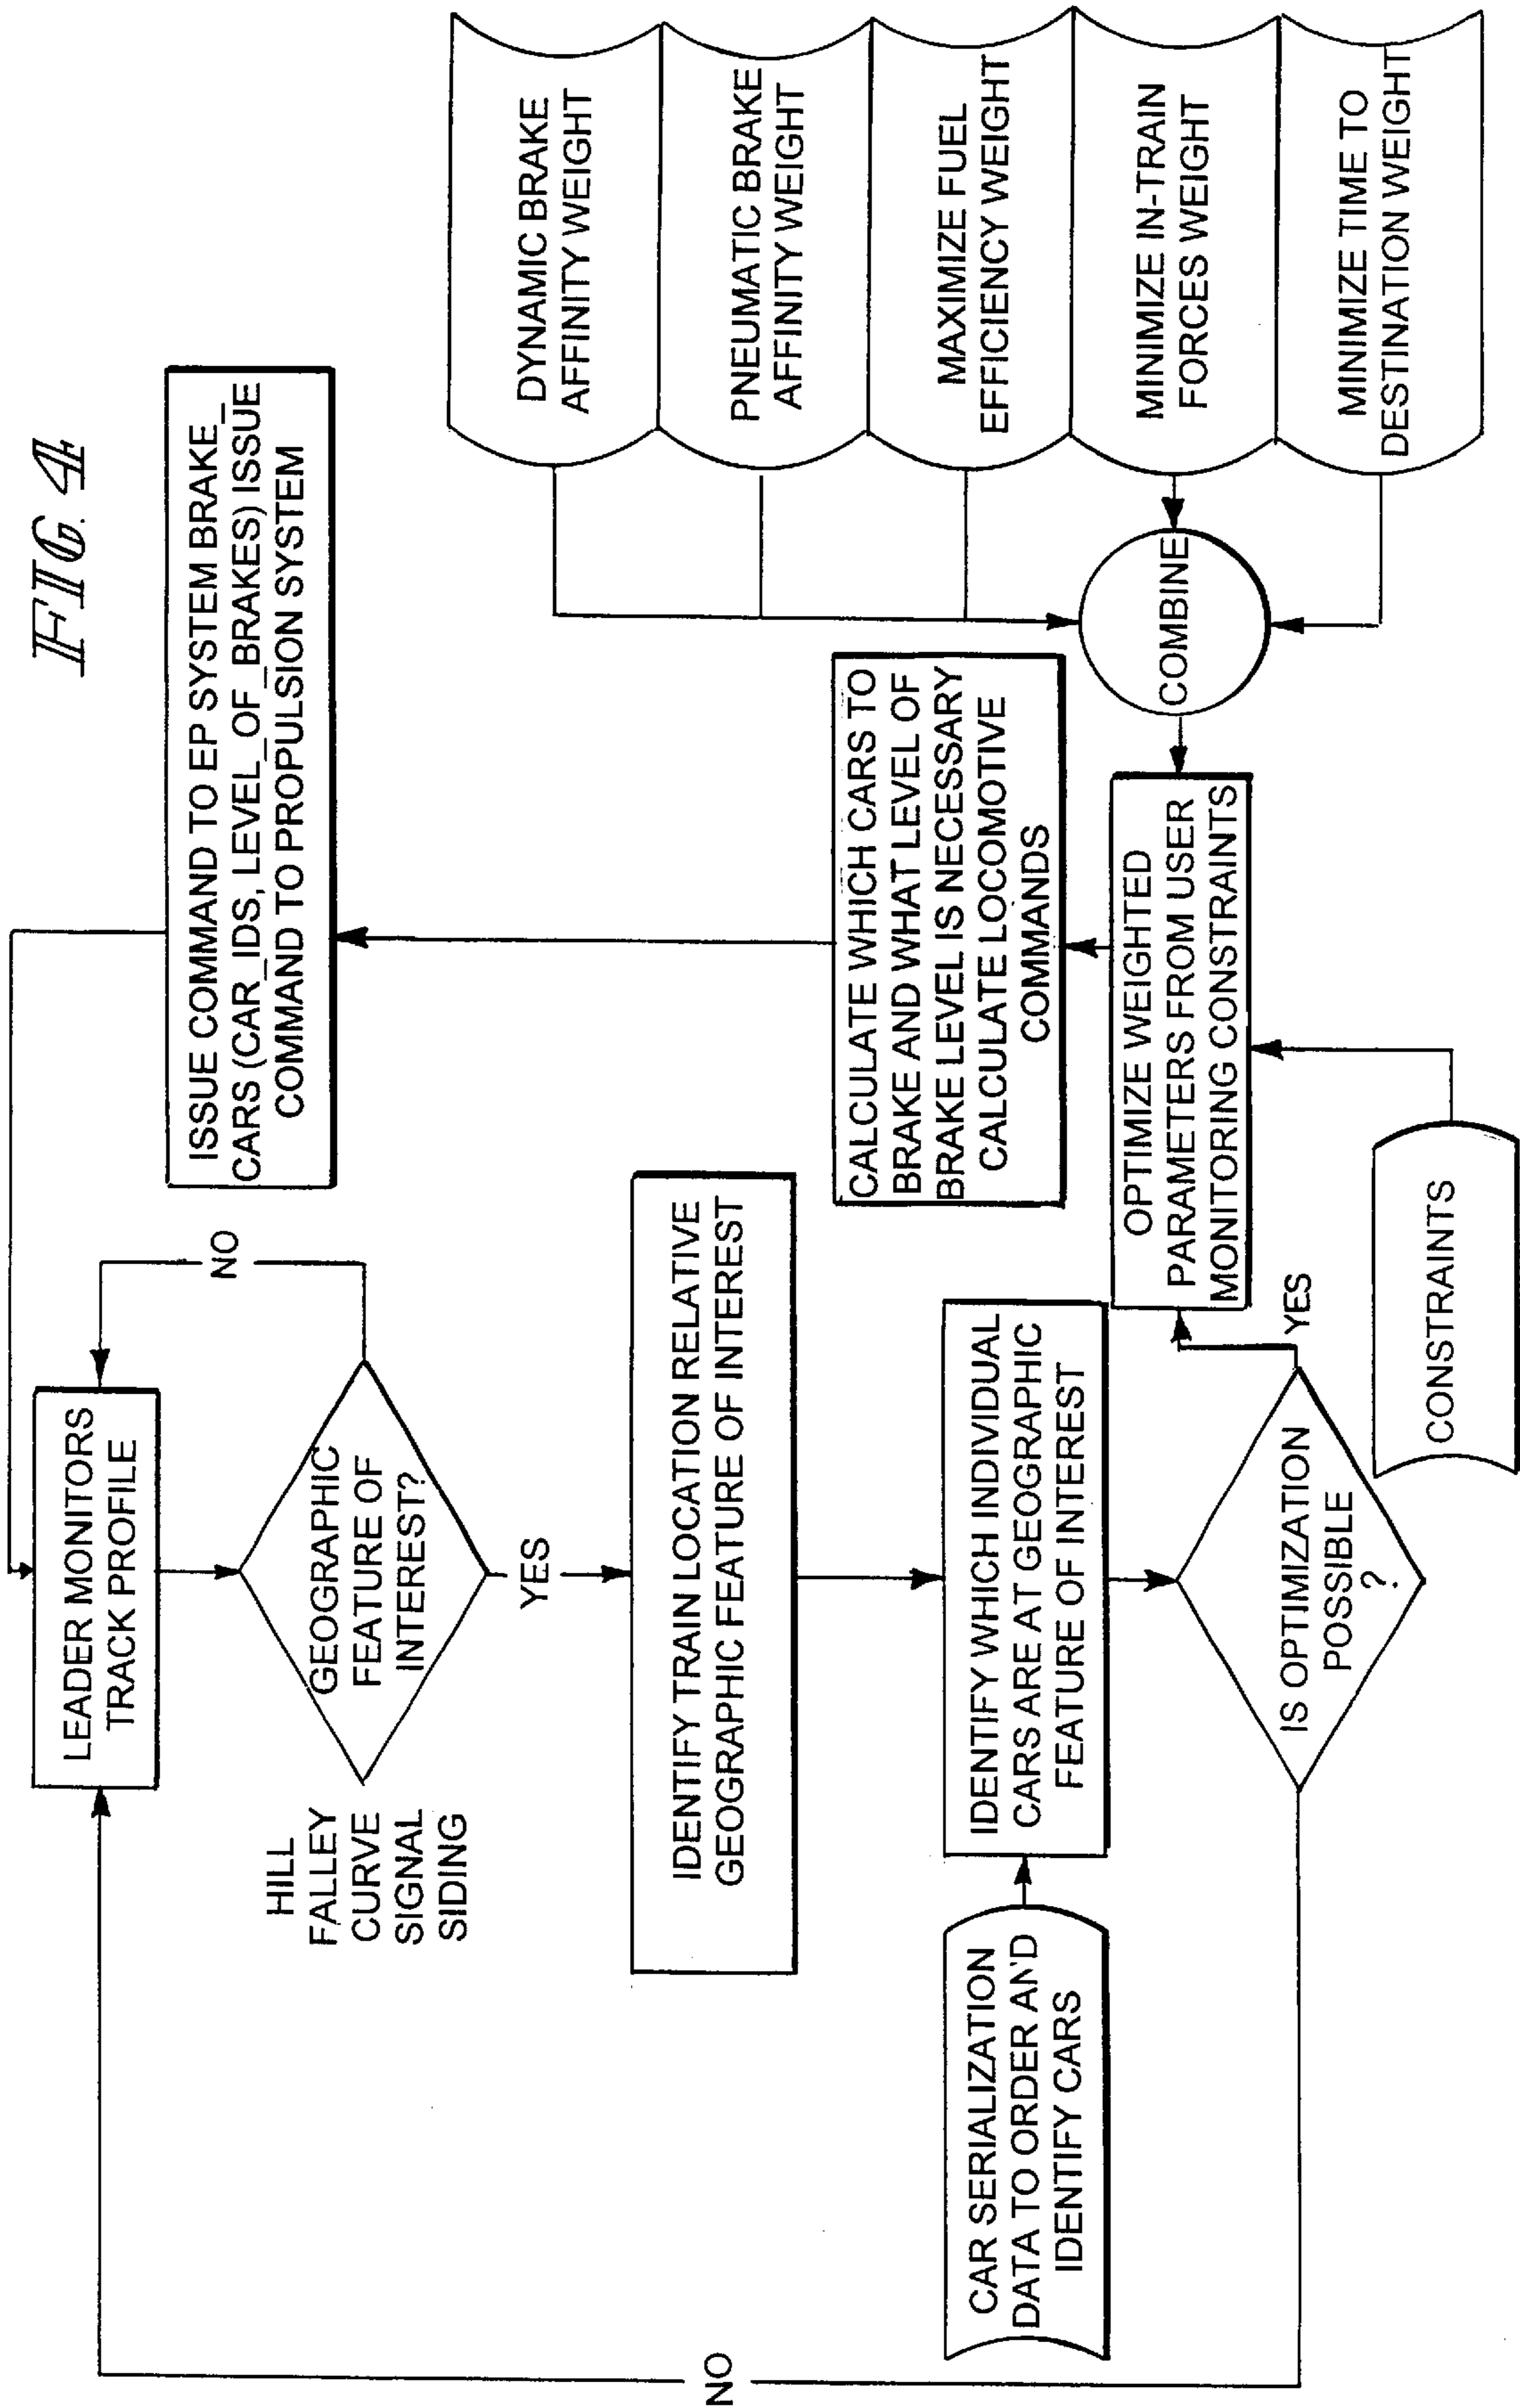 FIG. 4
LEADER MONITORS
TRACK PROFILE
NO
GEOGRAPHIC
FEATURE OF
INTEREST?
HILL
FALLEY
CURVE
SIGNAL
SIDING
YES
IDENTIFY TRAIN LOCATION RELATIVE
GEOGRAPHIC FEATURE OF INTEREST
CAR SERIALIZATION
DATA TO ORDER AND
IDENTIFY CARS
IDENTIFY WHICH INDIVIDUAL
CARS ARE AT GEOGRAPHIC
FEATURE OF INTEREST
IS OPTIMIZATION
POSSIBLE
?
NO
YES
CONSTRAINTS
OPTIMIZE WEIGHTED
PARAMETERS FROM USER
MONITORING CONSTRAINTS
CALCULATE WHICH CARS TO
BRAKE AND WHAT LEVEL OF
BRAKE LEVEL IS NECESSARY
CALCULATE LOCOMOTIVE
COMMANDS
ISSUE COMMAND TO EP SYSTEM BRAKE_
CARS (CAR_IDS, LEVEL_OF_BRAKES) ISSUE
COMMAND TO PROPULSION SYSTEM
COMBINE
DYNAMIC BRAKE
AFFINITY WEIGHT
PNEUMATIC BRAKE
AFFINITY WEIGHT
MAXIMIZE FUEL
EFFICIENCY WEIGHT
MINIMIZE IN-TRAIN
FORCES WEIGHT
MINIMIZE TIME TO
DESTINATION WEIGHT